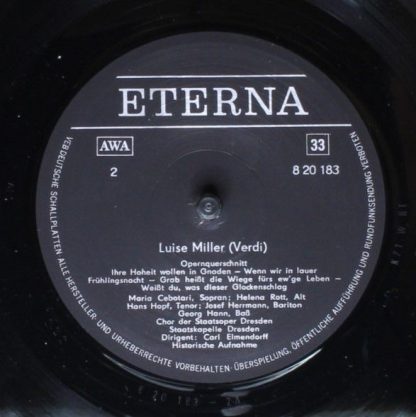 ETERNA
AWA
33
2
8 20 183
Luise Miller (Verdi)
Opernquerschnitt
Ihre Hoheit wollen in Gnaden – Wenn wir in lauer
Frühlingsnacht – Grab heißt die Wiege fürs ew'ge Leben –
Weißt du, was dieser Glockenschlag
Maria Cebotari, Sopran; Helena Rott, Alt
Hans Hopf, Tenor; Josef Herrmann, Bariton
Georg Hann, Baß
Chor der Staatsoper Dresden
Staatskapelle Dresden
Dirigent: Carl Elmendorff
Historische Aufnahme
VEB DEUTSCHE SCHALLPLATTEN ALLE HERSTELLER- UND URHEBERRECHTE VORBEHALTEN · ÜBERSPIELUNG, ÖFFENTLICHE AUFFÜHRUNG UND RUNDFUNKSENDUNG VERBOTEN